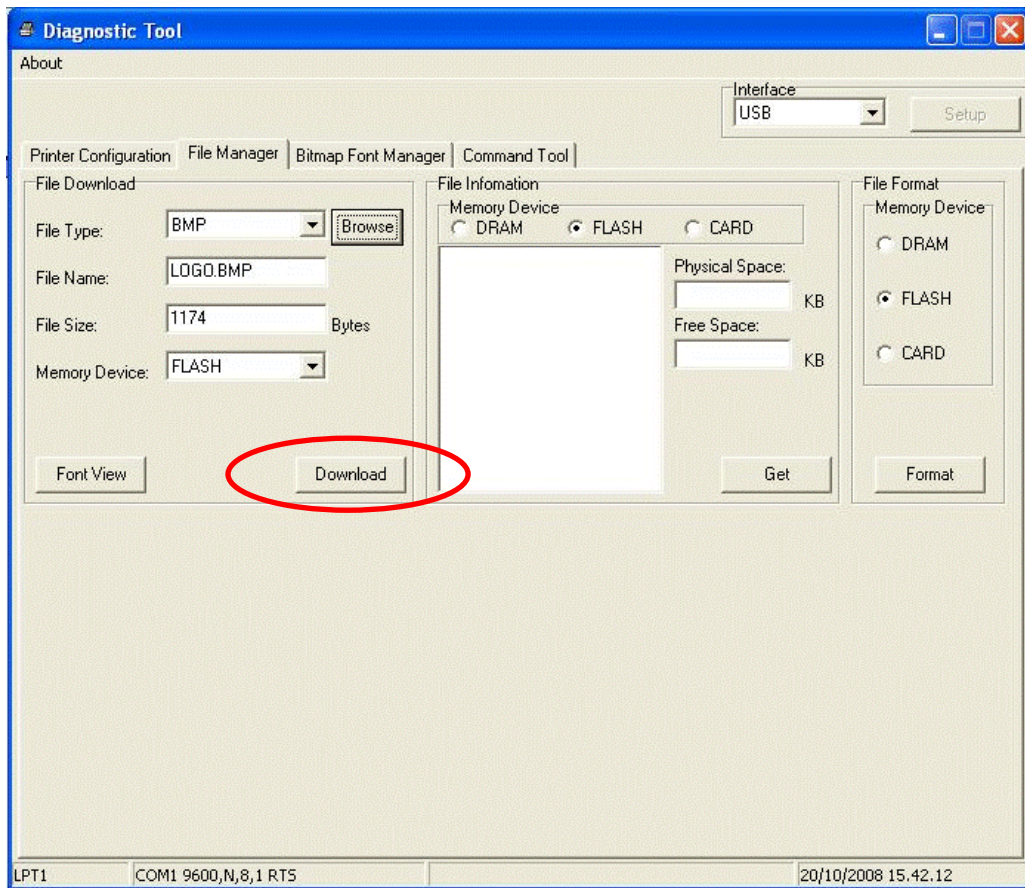 Diagnostic Tool
About
Interface
USB
Setup
Printer Configuration File Manager Bitmap Font Manager Command Tool
File Download
File Type:
BMP
Browse
File Name:
LOGO.BMP
File Size:
1174
Bytes
Memory Device:
FLASH
Font View
Download
File Infomation
Memory Device
DRAM FLASH CARD
Physical Space:
KB
Free Space:
KB
Get
File Format
Memory Device
DRAM
FLASH
CARD
Format
LPT1 COM1 9600,N,8,1 RTS 20/10/2008 15.42.12